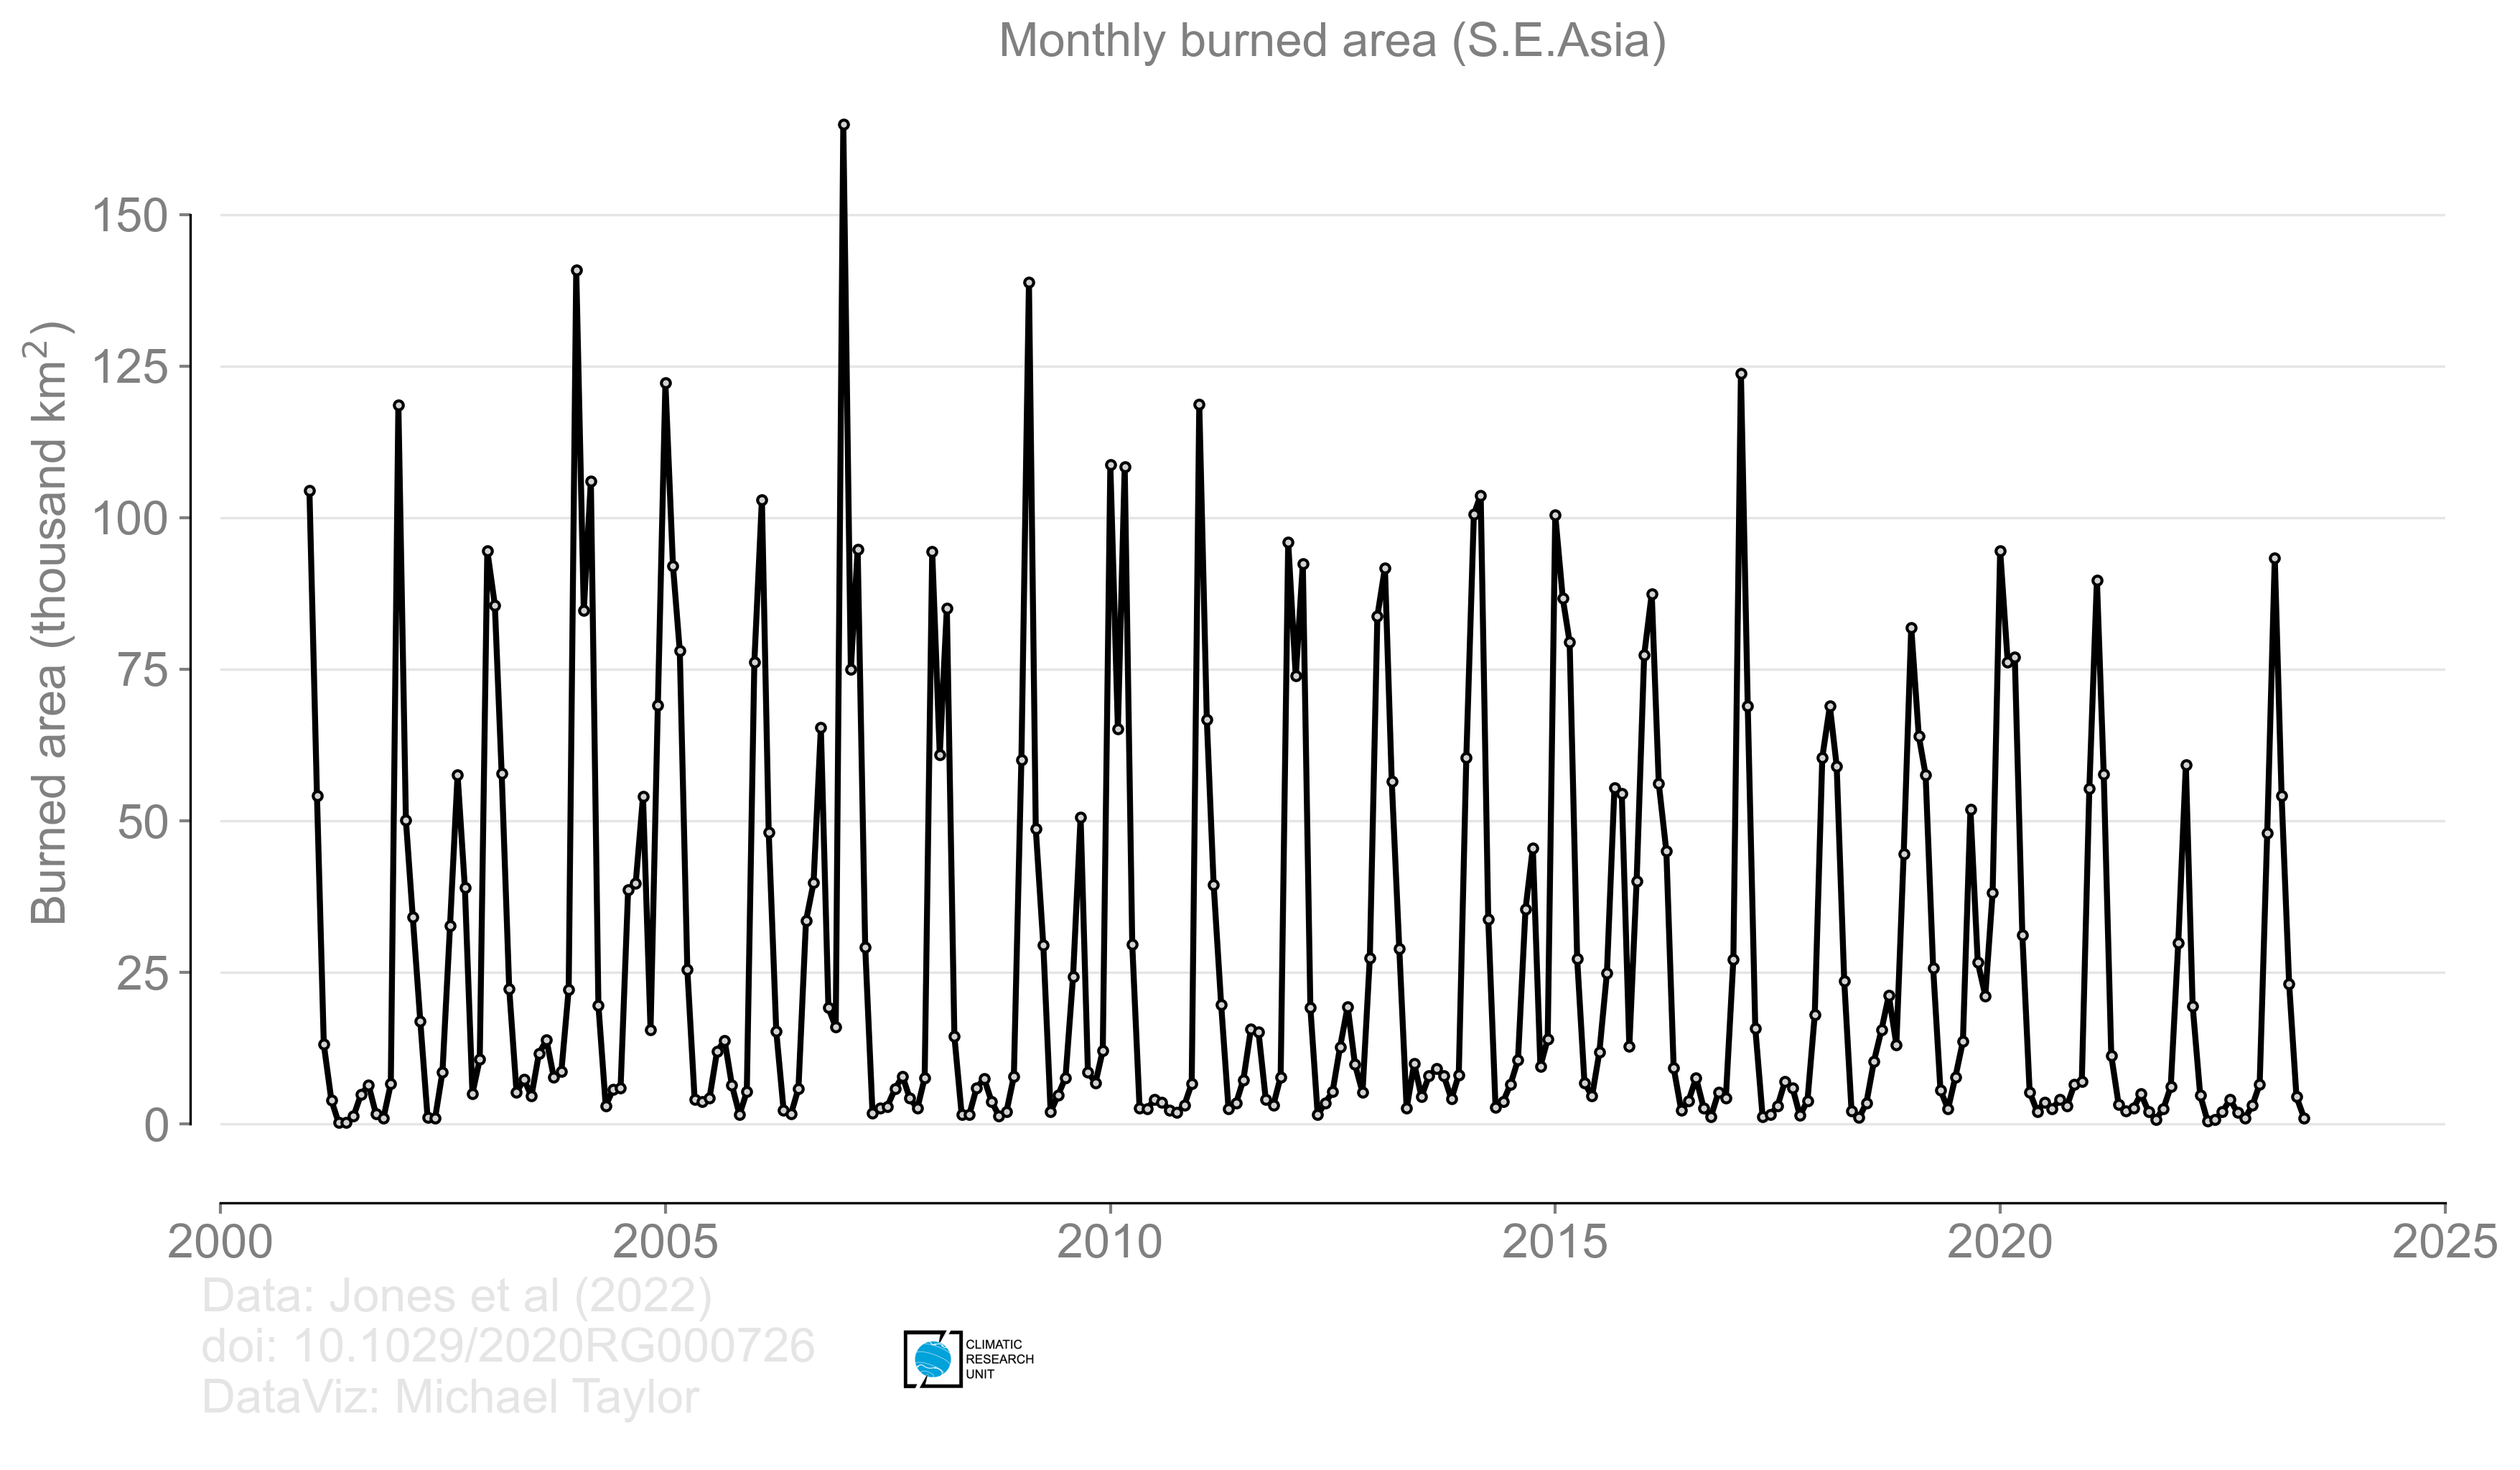 Monthly burned area (S.E.Asia)
Burned area (thousand km²)
150
125
100
75
50
25
0
2000
2005
2010
2015
2020
2025
Data: Jones et al (2022)
doi: 10.1029/2020RG000726
DataViz: Michael Taylor
CLIMATIC
RESEARCH
UNIT